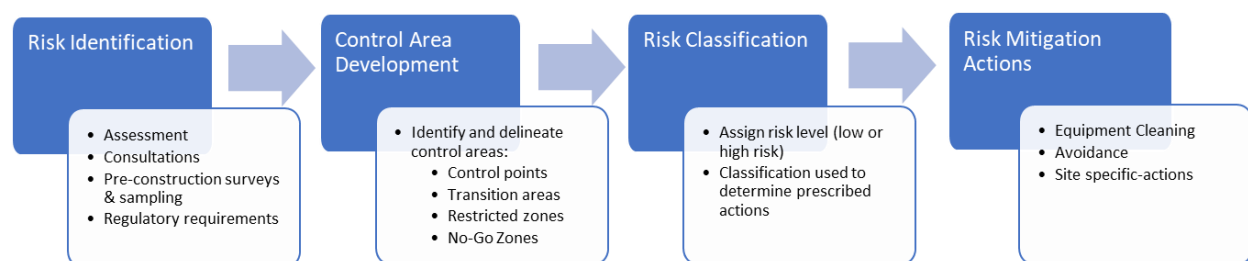 Risk Identification
• Assessment
• Consultations
• Pre-construction surveys
& sampling
• Regulatory requirements
Control Area
Development
• Identify and delineate
control areas:
• Control points
• Transition areas
• Restricted zones
• No-Go Zones
Risk Classification
• Assign risk level (low or
high risk)
• Classification used to
determine prescribed
actions
Risk Mitigation
Actions
• Equipment Cleaning
• Avoidance
• Site specific-actions